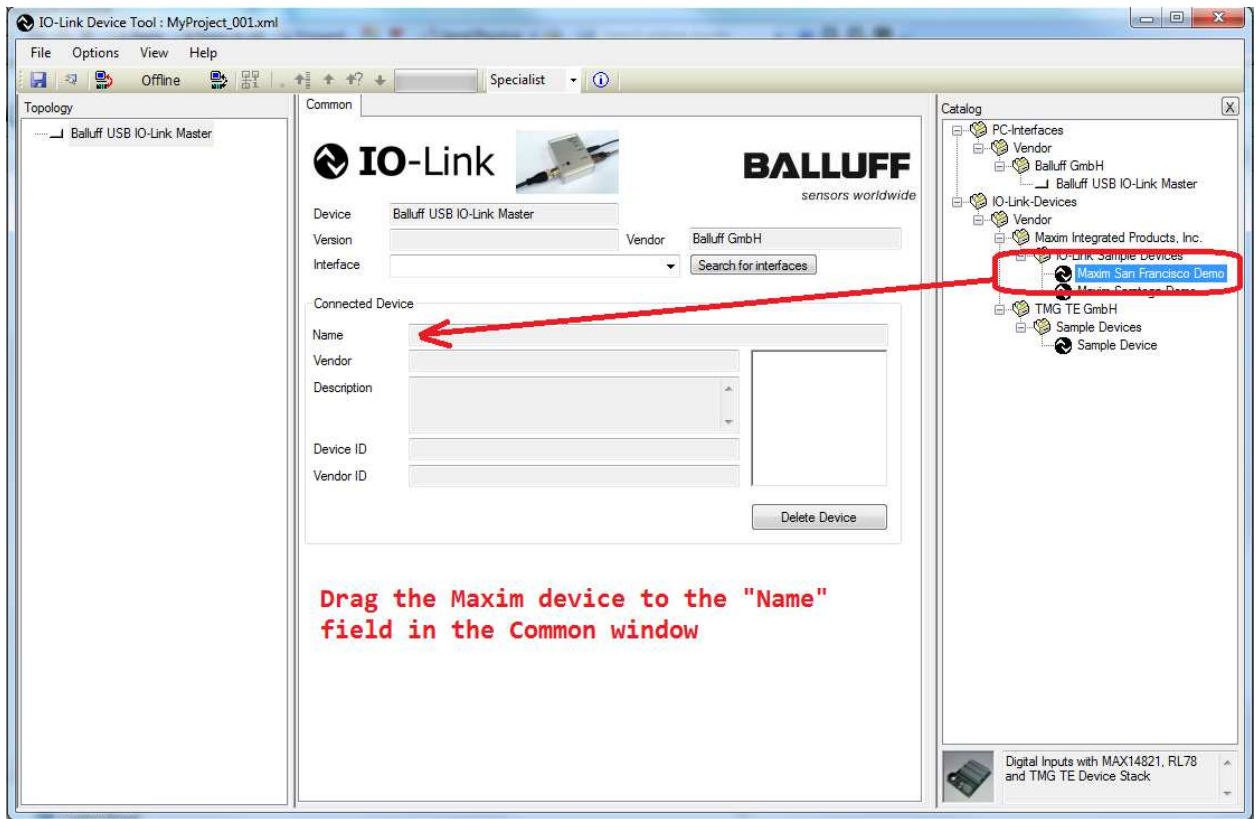 IO-Link Device Tool : MyProject_001.xml
File Options View Help
Offline Specialist
Topology
Balluff USB IO-Link Master
Common
IO-Link
BALLUFF
sensors worldwide
Device Balluff USB IO-Link Master
Version Vendor Balluff GmbH
Interface Search for interfaces
Connected Device
Name
Vendor
Description
Device ID
Vendor ID
Delete Device
Drag the Maxim device to the "Name"
field in the Common window
Catalog X
PC-Interfaces
Vendor
Balluff GmbH
Balluff USB IO-Link Master
IO-Link-Devices
Vendor
Maxim Integrated Products, Inc.
IO-Link Sample Devices
Maxim San Francisco Demo
Maxim Demo
TMG TE GmbH
Sample Devices
Sample Device
Digital Inputs with MAX14821, RL78
and TMG TE Device Stack